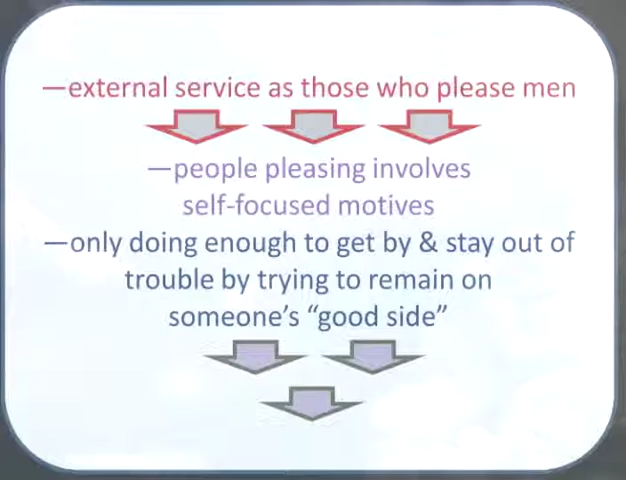 —external service as those who please men
—people pleasing involves
self-focused motives
—only doing enough to get by & stay out of
trouble by trying to remain on
someone’s “good side”